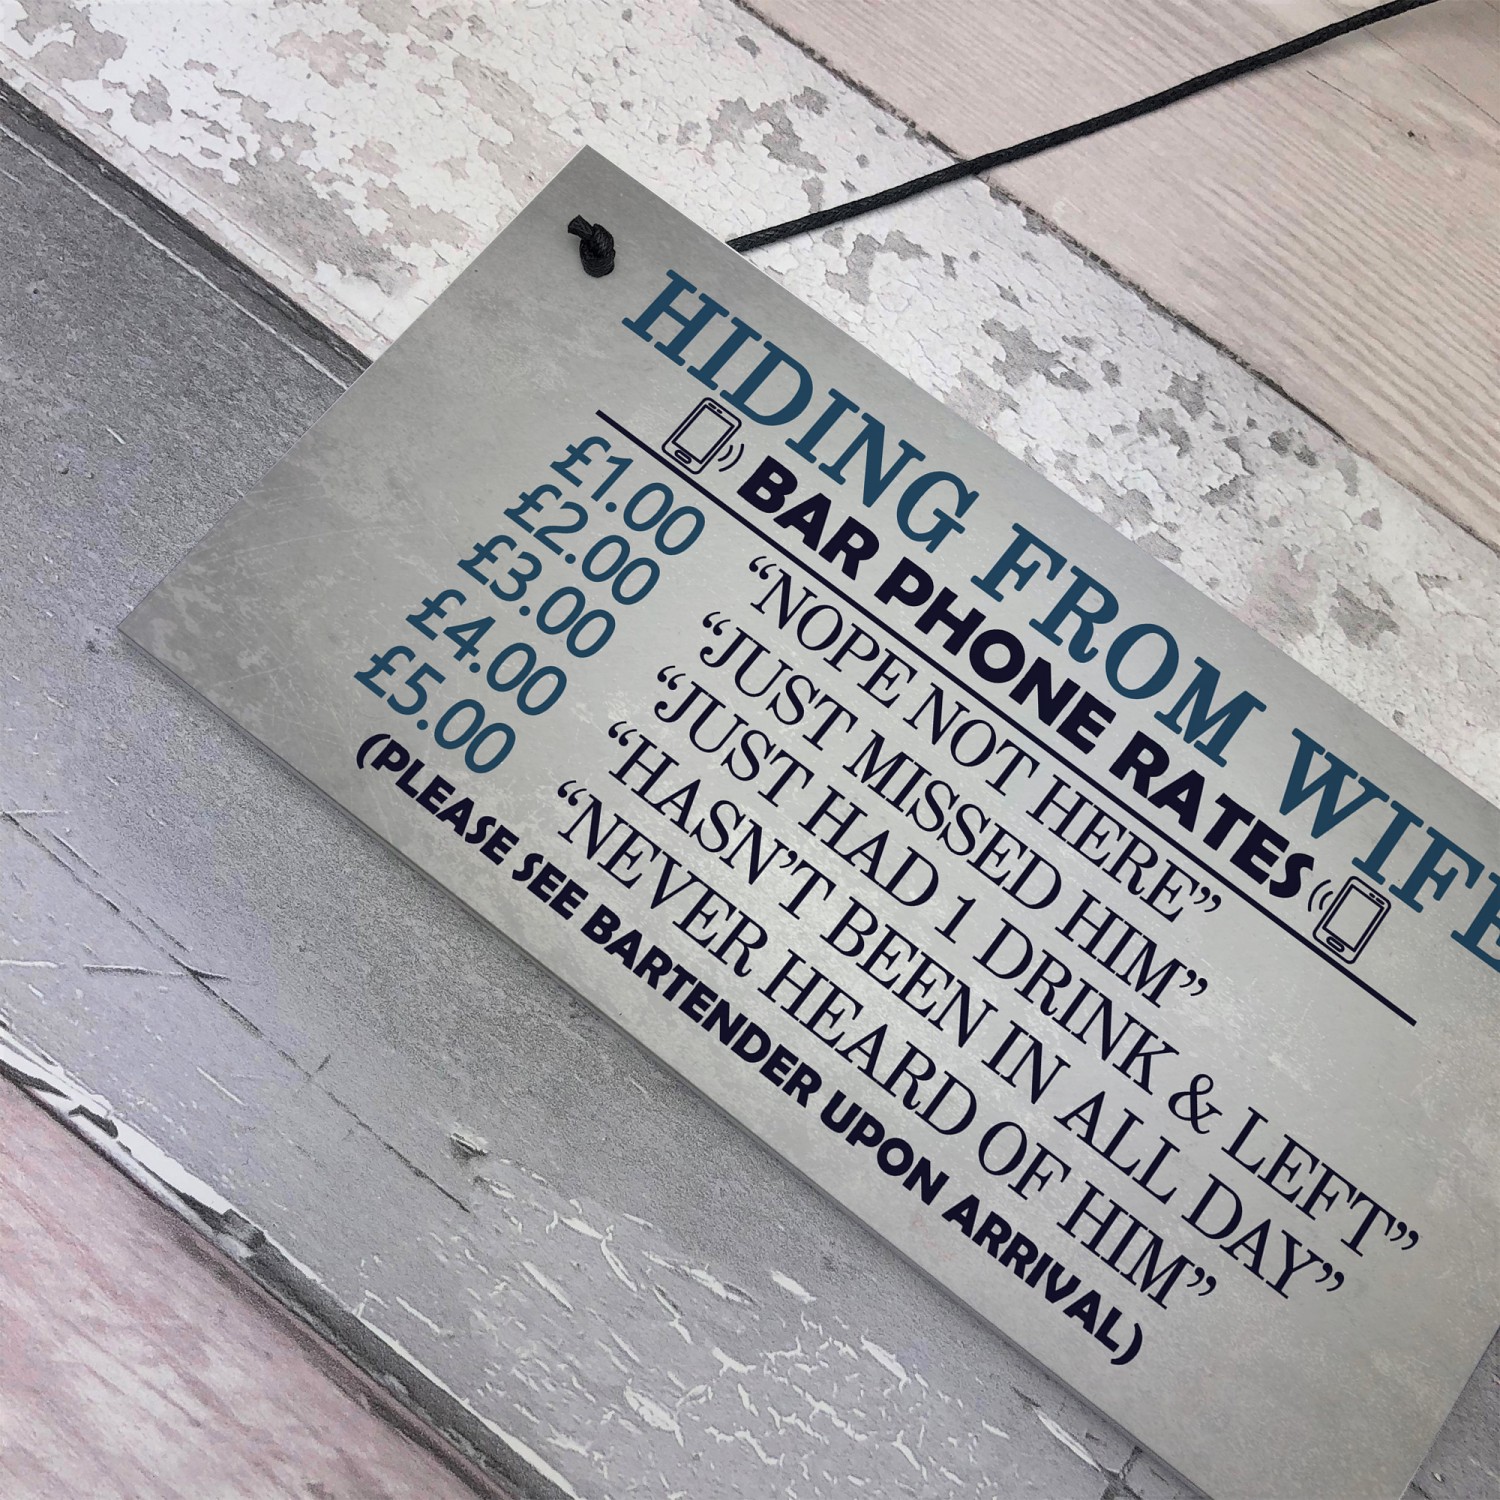 HIDING FROM WIFE
BAR PHONE RATES
£1.00 “NOPE NOT HERE”
£2.00 “JUST MISSED HIM”
£3.00 “JUST HAD 1 DRINK & LEFT”
£4.00 “HASN’T BEEN IN ALL DAY”
£5.00 “NEVER HEARD OF HIM”
(PLEASE SEE BARTENDER UPON ARRIVAL)